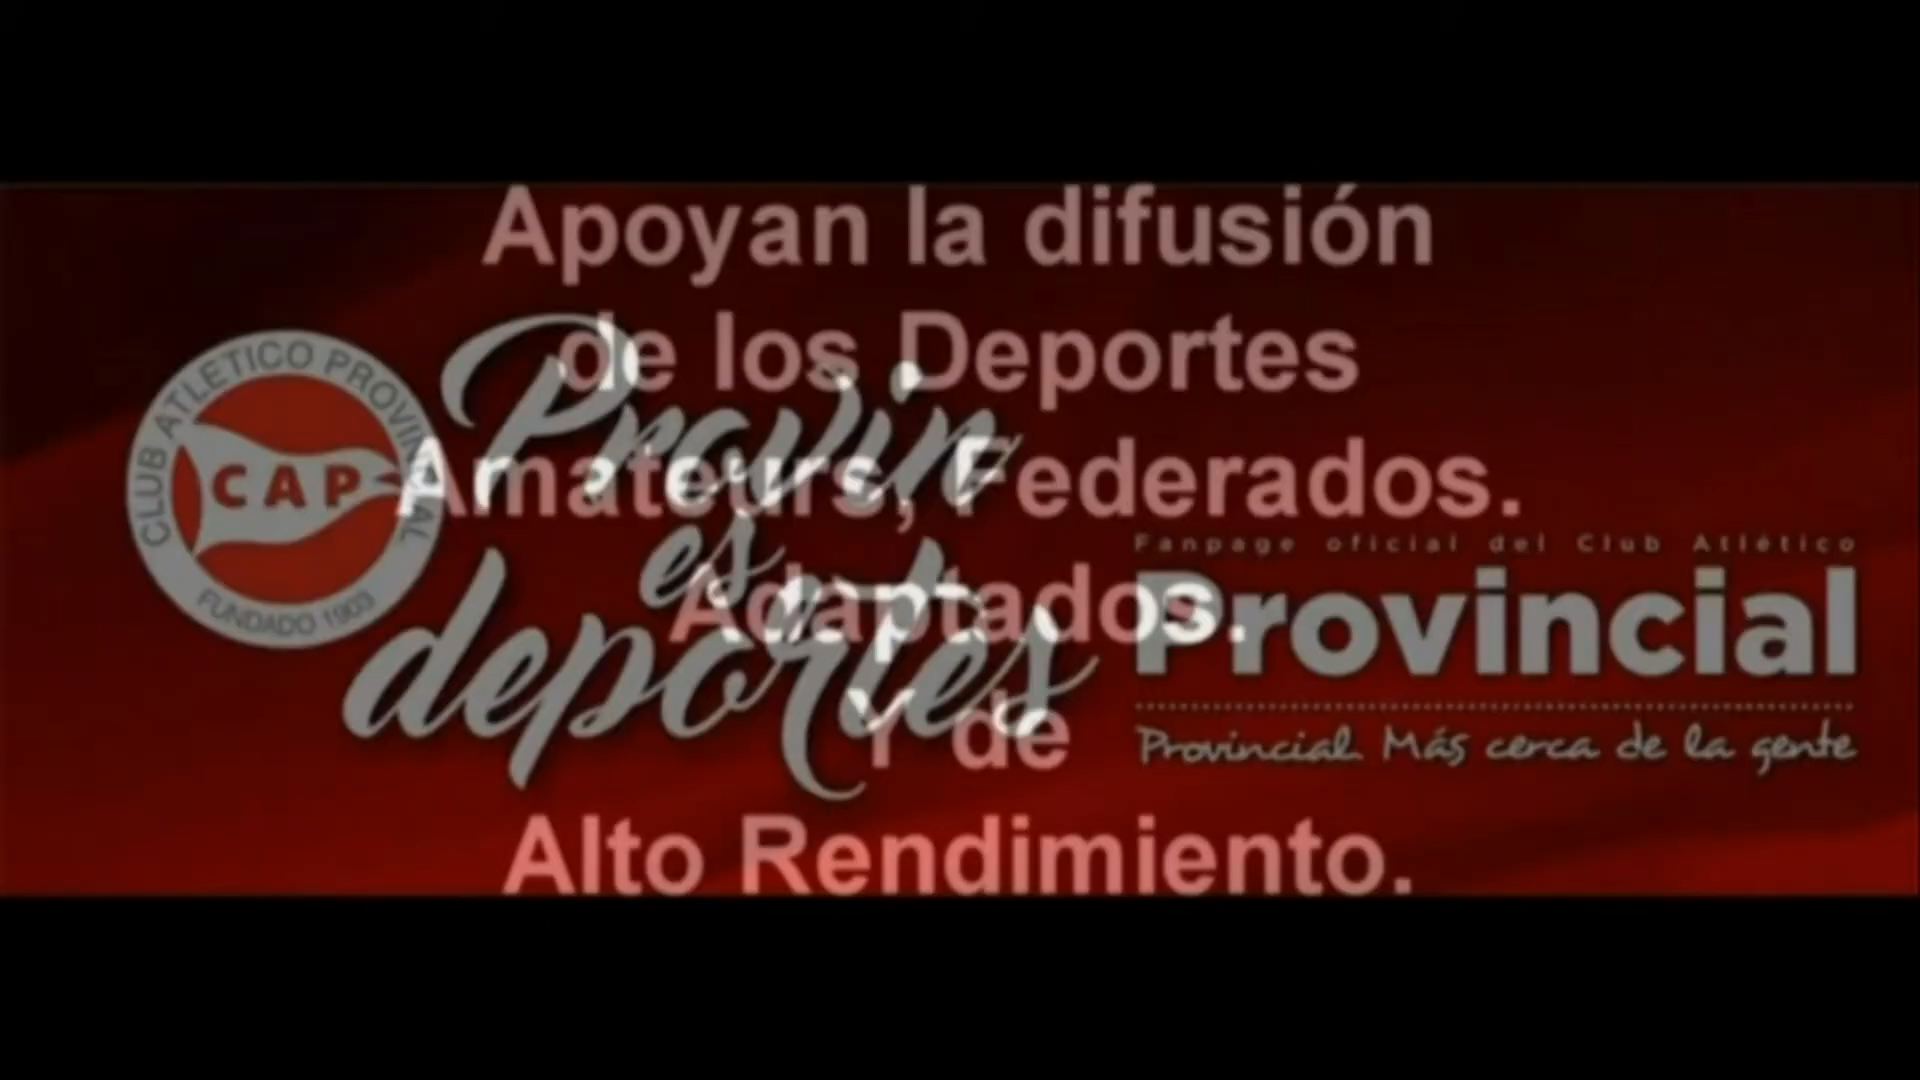 Apoyan la difusión
de los Deportes
Amateurs, Federados.
Adaptados.
Y de
Alto Rendimiento.
CLUB ATLETICO PROVINCIAL
CAP
FUNDADO 1903
Provin
es
deportes
Fanpage oficial del Club Atlético
Provincial
Provincial. Más cerca de la gente